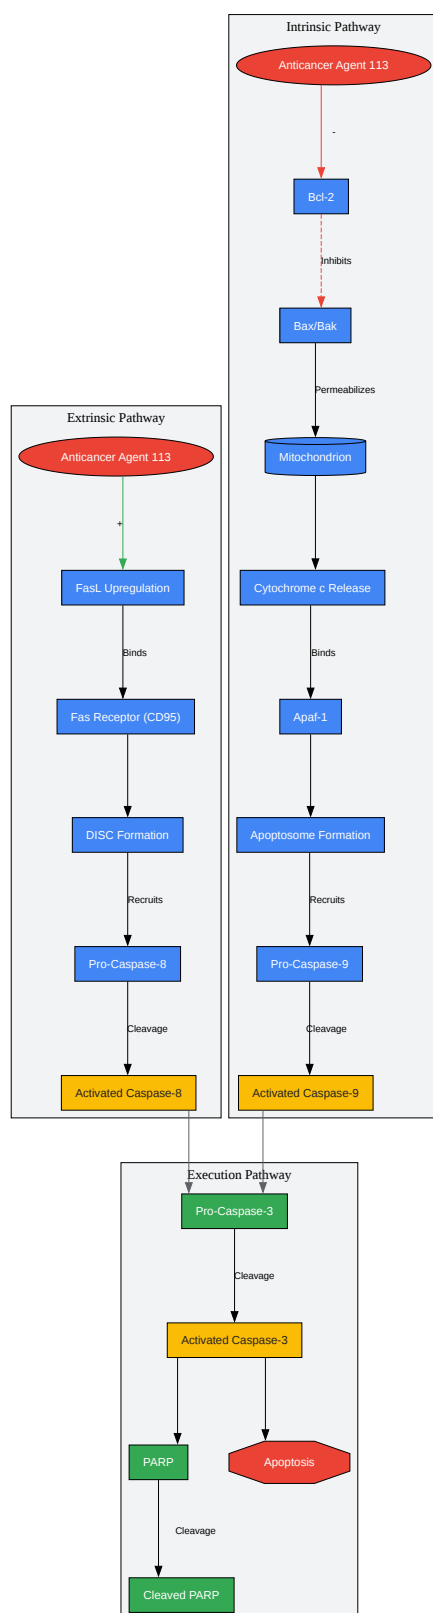 Intrinsic Pathway
Anticancer Agent 113
-
Bcl-2
Inhibits
Bax/Bak
Permeabilizes
Mitochondrion
Cytochrome c Release
Binds
Apaf-1
Apoptosome Formation
Recruits
Pro-Caspase-9
Cleavage
Activated Caspase-9
Extrinsic Pathway
Anticancer Agent 113
+
FasL Upregulation
Binds
Fas Receptor (CD95)
DISC Formation
Recruits
Pro-Caspase-8
Cleavage
Activated Caspase-8
Execution Pathway
Pro-Caspase-3
Cleavage
Activated Caspase-3
PARP
Apoptosis
Cleavage
Cleaved PARP